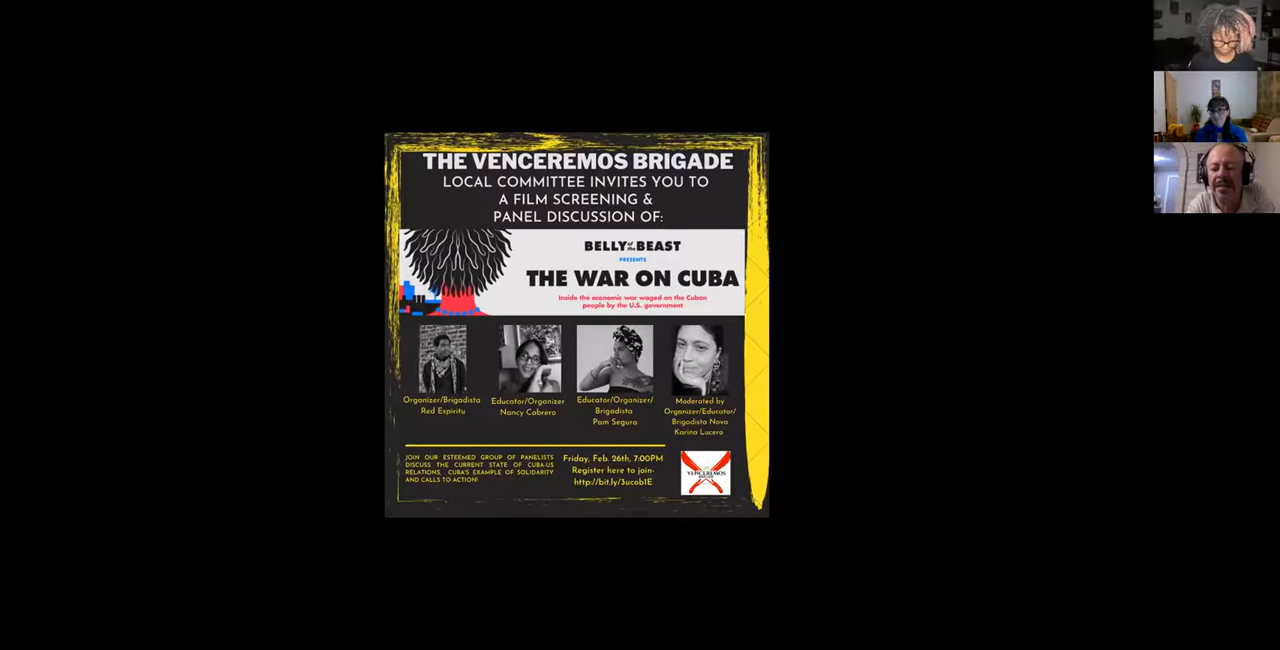 THE VENCEREMOS BRIGADE
LOCAL COMMITTEE INVITES YOU TO
A FILM SCREENING &
PANEL DISCUSSION OF:
BELLY of the BEAST
PRESENTS
THE WAR ON CUBA
Inside the economic war waged on the Cuban
people by the U.S. government
Organizer/Brigadista
Red Espiritu
Educator/Organizer
Nancy Cabrero
Educator/Organizer/
Brigadista
Pam Segura
Moderated by
Organizer/Educator/
Brigadista Nova
Karina Lucero
JOIN OUR ESTEEMED GROUP OF PANELISTS
DISCUSS THE CURRENT STATE OF CUBA-US
RELATIONS, CUBA'S EXAMPLE OF SOLIDARITY
AND CALLS TO ACTION!
Friday, Feb. 26th, 7:00PM
Register here to join-
http://bit.ly/3ucob1E
VENCEREMOS